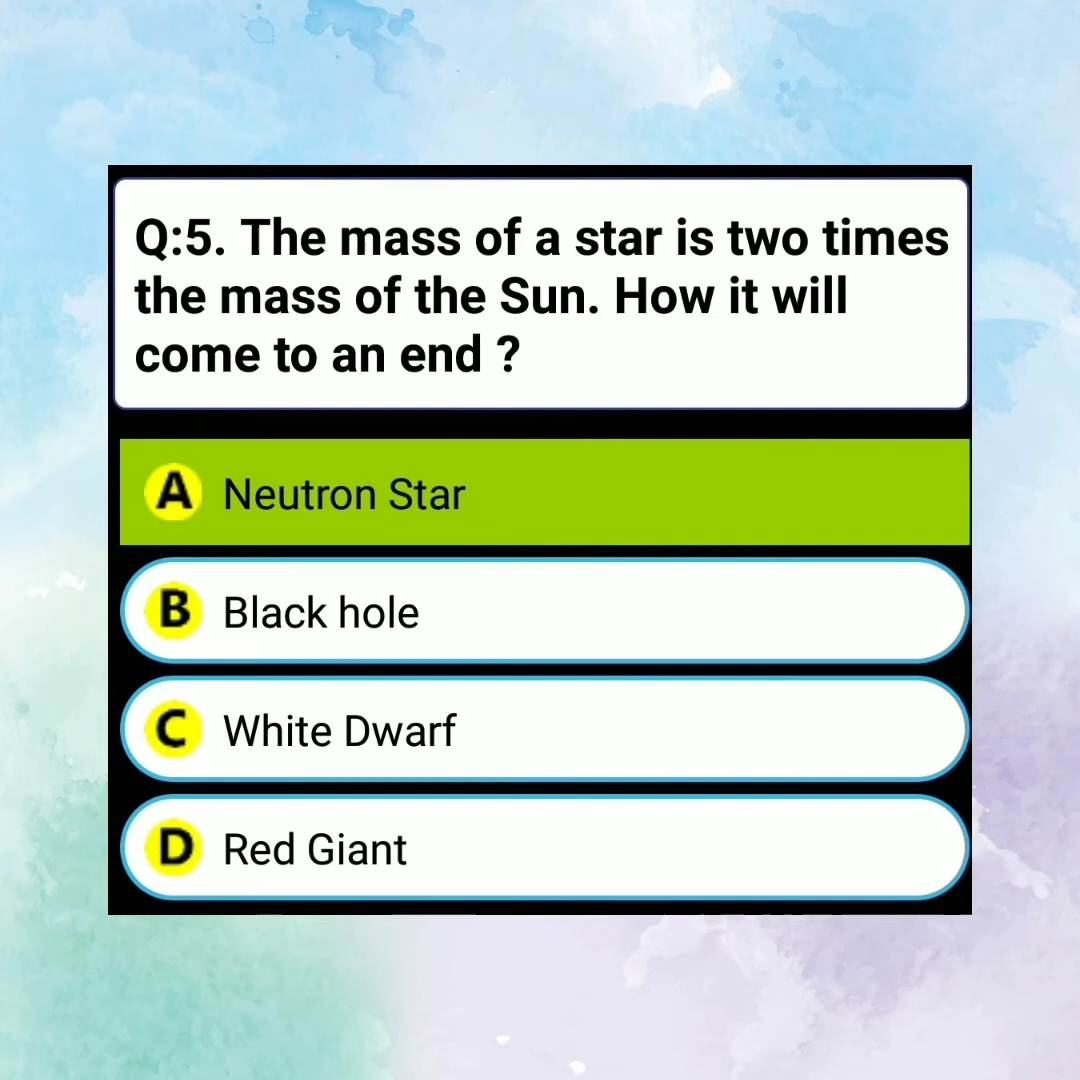 Q:5. The mass of a star is two times
the mass of the Sun. How it will
come to an end ?
A Neutron Star
B Black hole
C White Dwarf
D Red Giant